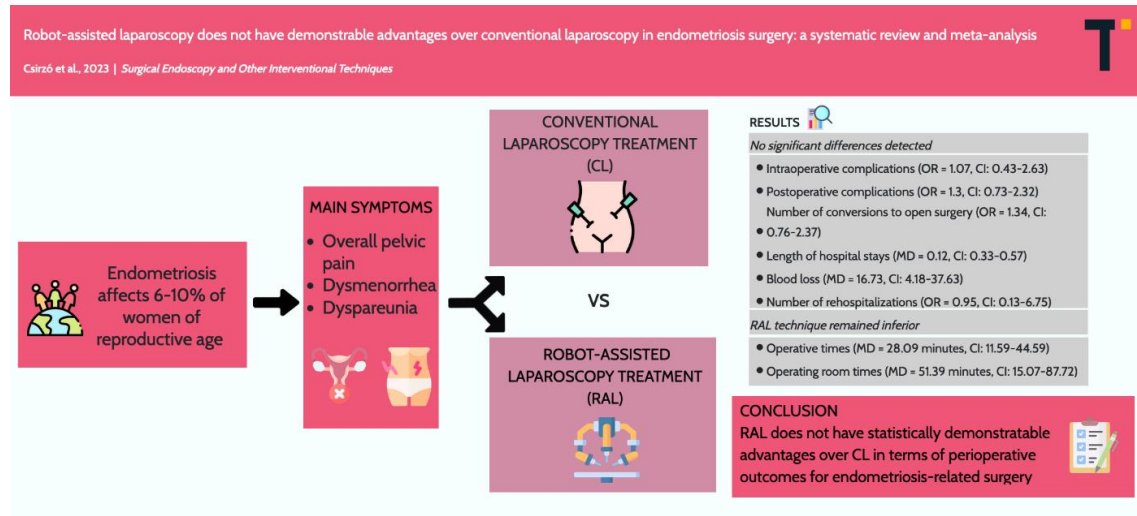 Robot-assisted laparoscopy does not have demonstrable advantages over conventional laparoscopy in endometriosis surgery: a systematic review and meta-analysis
Csirzó et al., 2023 | Surgical Endoscopy and Other Interventional Techniques
T
Endometriosis
affects 6-10% of
women of
reproductive age
MAIN SYMPTOMS
• Overall pelvic
pain
• Dysmenorrhea
• Dyspareunia
CONVENTIONAL
LAPAROSCOPY TREATMENT
(CL)
VS
ROBOT-ASSISTED
LAPAROSCOPY TREATMENT
(RAL)
RESULTS
No significant differences detected
• Intraoperative complications (OR = 1.07, CI: 0.43-2.63)
• Postoperative complications (OR = 1.3, CI: 0.73-2.32)
Number of conversions to open surgery (OR = 1.34, CI:
• 0.76-2.37)
• Length of hospital stays (MD = 0.12, CI: 0.33-0.57)
• Blood loss (MD = 16.73, CI: 4.18-37.63)
• Number of rehospitalizations (OR = 0.95, CI: 0.13-6.75)
RAL technique remained inferior
• Operative times (MD = 28.09 minutes, CI: 11.59-44.59)
• Operating room times (MD = 51.39 minutes, CI: 15.07-87.72)
CONCLUSION
RAL does not have statistically demonstratable
advantages over CL in terms of perioperative
outcomes for endometriosis-related surgery